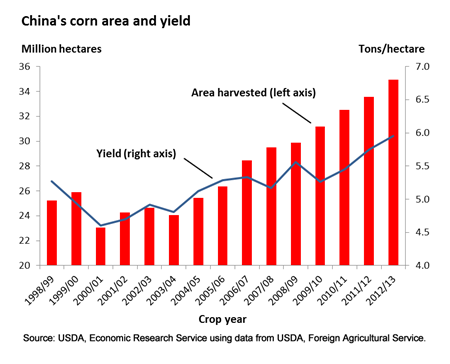 China's corn area and yield
Million hectares Tons/hectare
36 7.0
34 6.5
32 6.0
30 5.5
28 5.0
26 4.5
24 4.0
22
20
Area harvested (left axis)
Yield (right axis)
1998/99 1999/00 2000/01 2001/02 2002/03 2003/04 2004/05 2005/06 2006/07 2007/08 2008/09 2009/10 2010/11 2011/12 2012/13
Crop year
Source: USDA, Economic Research Service using data from USDA, Foreign Agricultural Service.